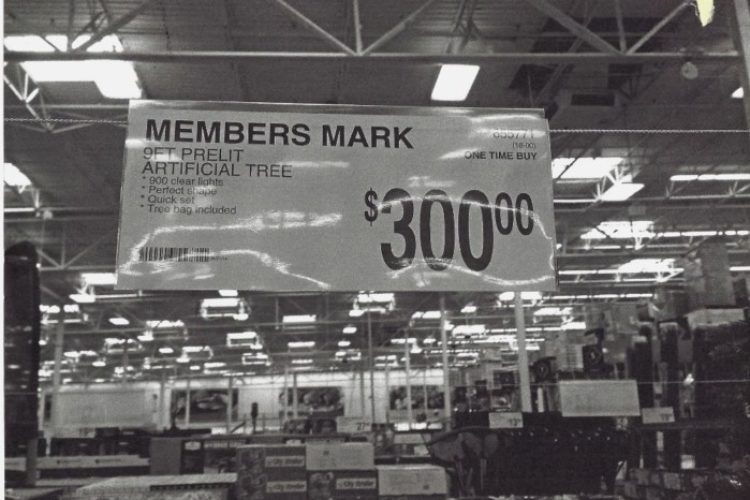 MEMBERS MARK
9FT PRELIT
ARTIFICIAL TREE
* 900 clear lights
* Perfect shape
* Quick set
* Tree bag included
655771
ONE TIME BUY
$300 00